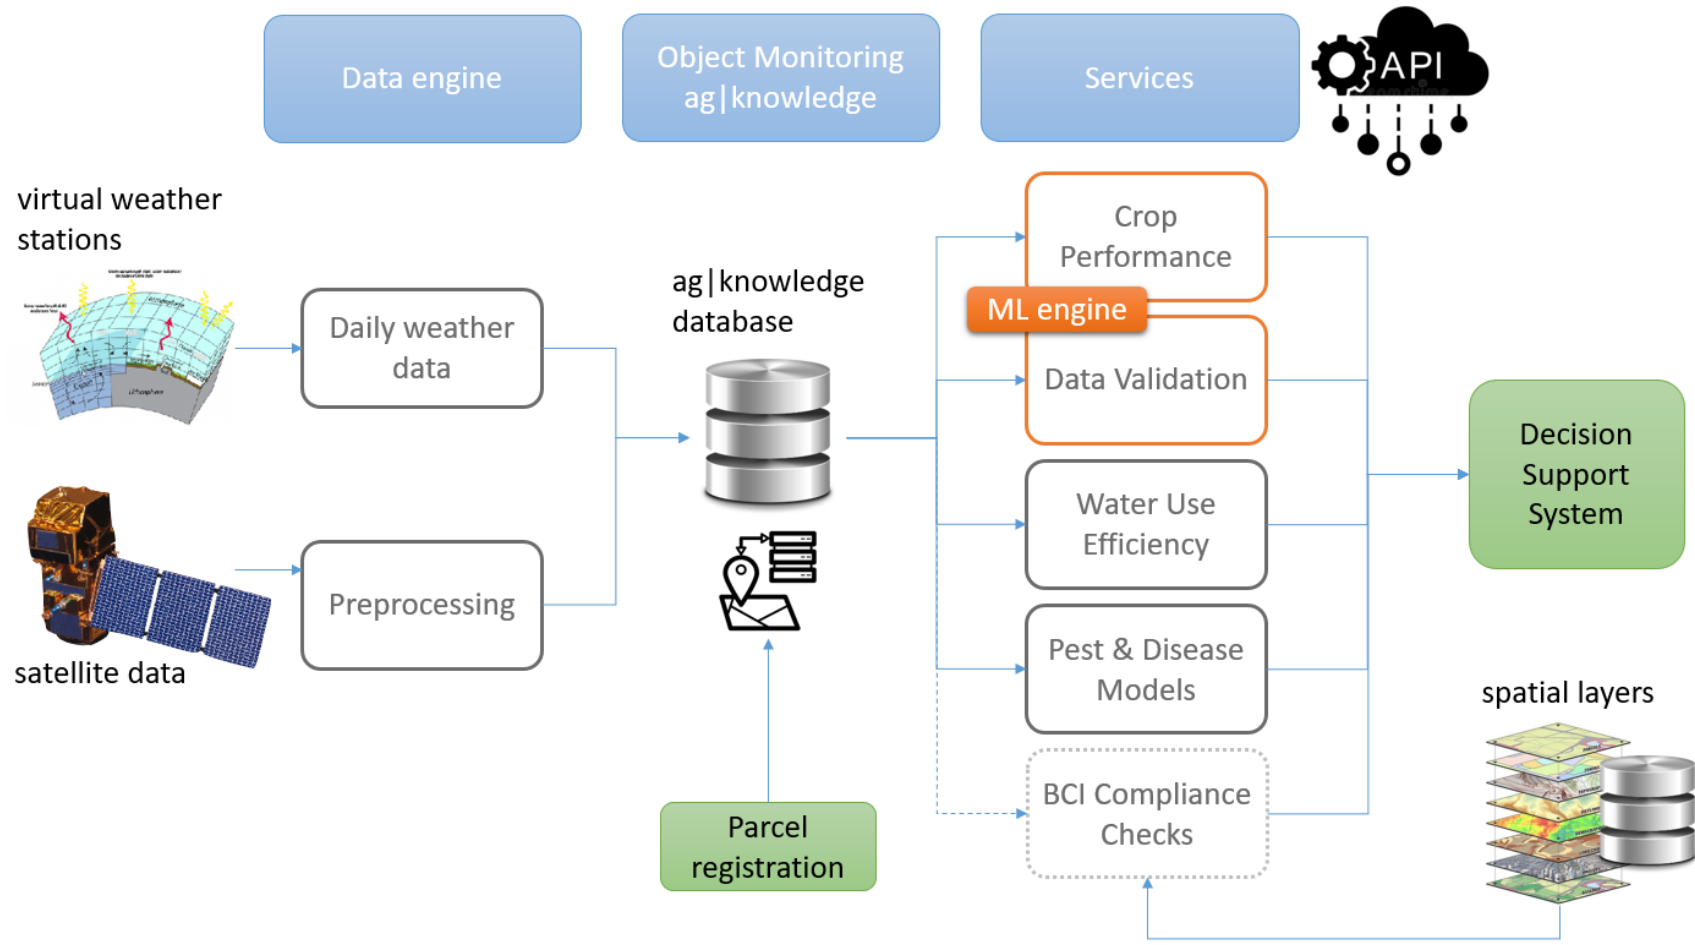 Data engine
Object Monitoring
ag|knowledge
Services
API
virtual weather
stations
Daily weather
data
Lithosphere
satellite data
Preprocessing
ag|knowledge
database
Parcel
registration
Crop
Performance
ML engine
Data Validation
Water Use
Efficiency
Pest & Disease
Models
BCI Compliance
Checks
Decision
Support
System
spatial layers